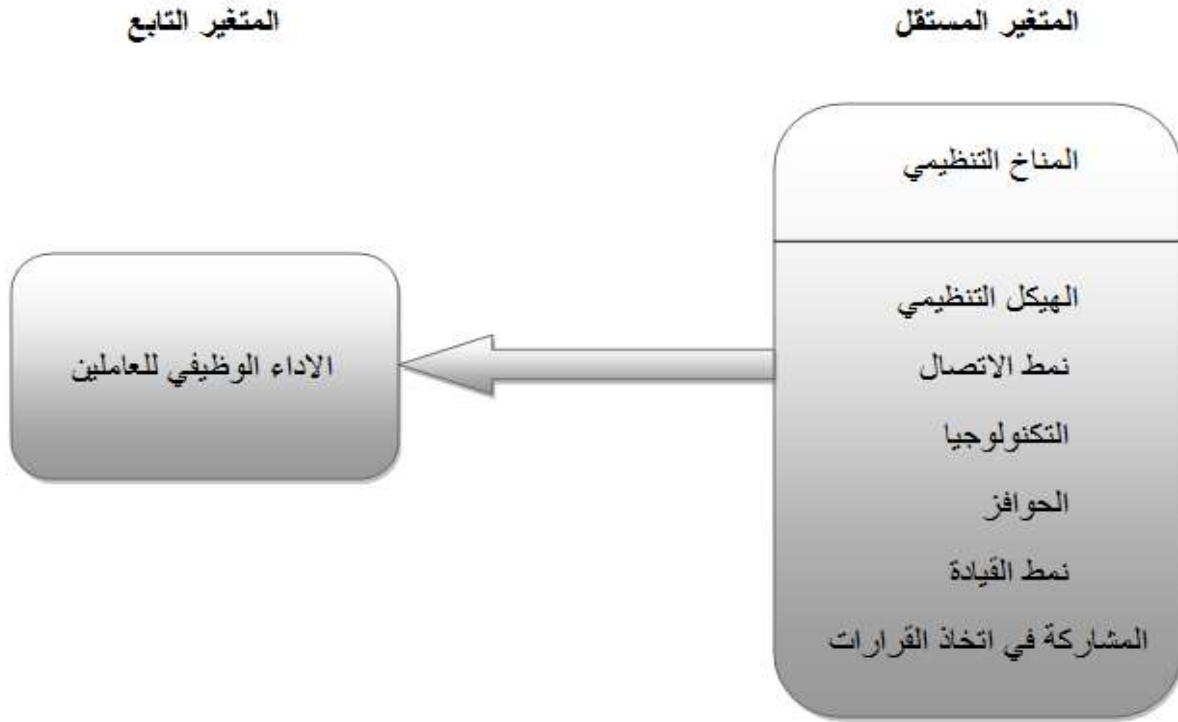 المتغير المستقل
المتغير التابع
المناخ التنظيمي
الهيكل التنظيمي
نمط الاتصال
التكنولوجيا
الحوافز
نمط القيادة
المشاركة في اتخاذ القرارات
الاداء الوظيفي للعاملين